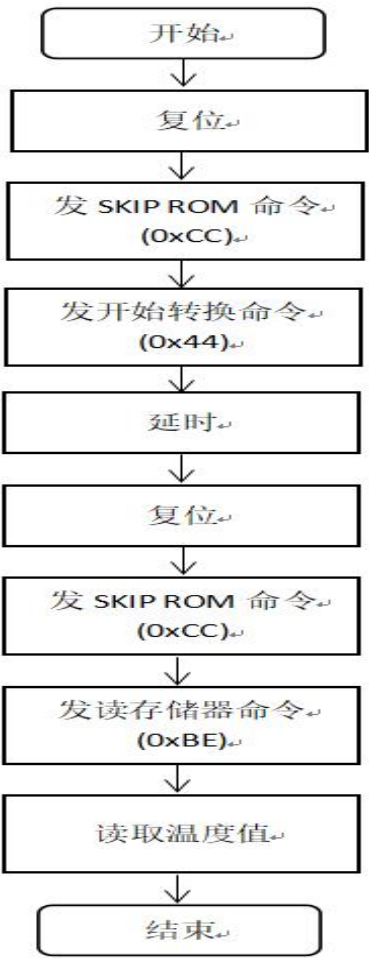 开始
复位
发 SKIP ROM 命令
(0xCC)
发开始转换命令
(0x44)
延时
复位
发 SKIP ROM 命令
(0xCC)
发读存储器命令
(0xBE)
读取温度值
结束